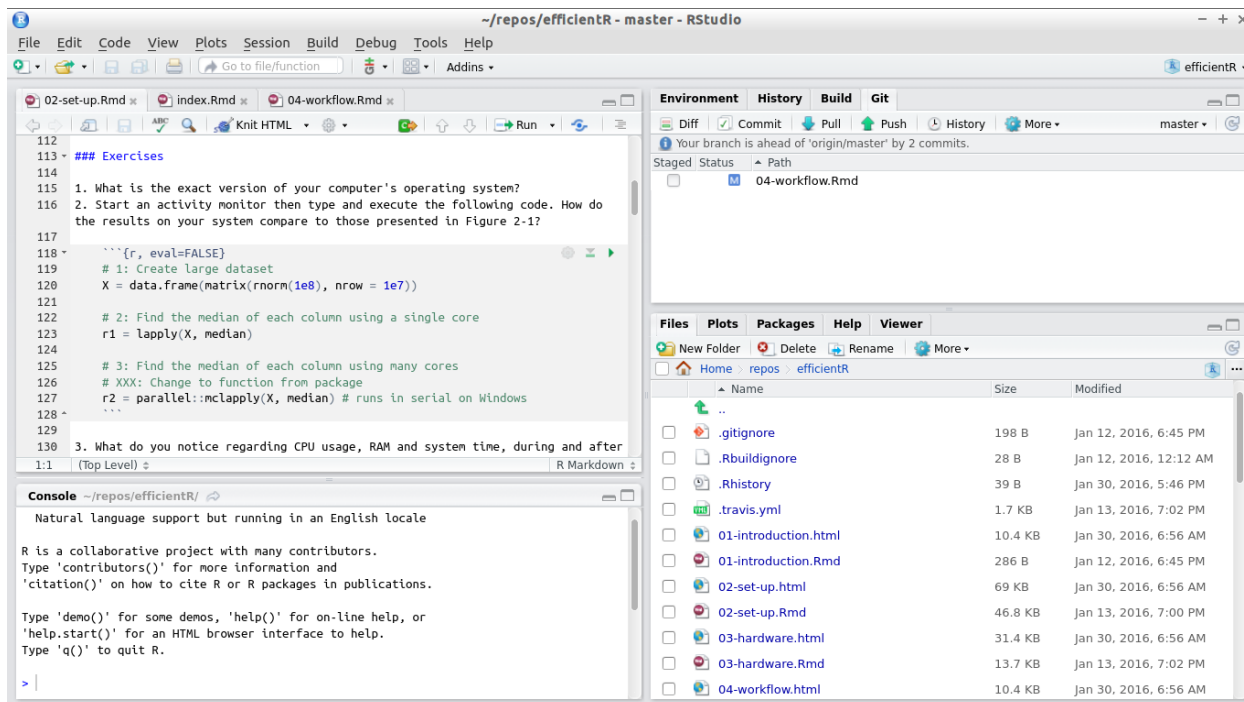 ~/repos/efficientR - master - RStudio
File Edit Code View Plots Session Build Debug Tools Help
Go to file/function Addins efficientR
02-set-up.Rmd index.Rmd 04-workflow.Rmd
ABC Knit HTML Run
112
113 ### Exercises
114
115 1. What is the exact version of your computer's operating system?
116 2. Start an activity monitor then type and execute the following code. How do
the results on your system compare to those presented in Figure 2-1?
117
118 ```{r, eval=FALSE}
119 # 1: Create large dataset
120 X = data.frame(matrix(rnorm(1e8), nrow = 1e7))
121
122 # 2: Find the median of each column using a single core
123 r1 = lapply(X, median)
124
125 # 3: Find the median of each column using many cores
126 # XXX: Change to function from package
127 r2 = parallel::mclapply(X, median) # runs in serial on Windows
128 ```
129
130 3. What do you notice regarding CPU usage, RAM and system time, during and after
1:1 (Top Level) R Markdown
Console ~/repos/efficientR/
Natural language support but running in an English locale
R is a collaborative project with many contributors.
Type 'contributors()' for more information and
'citation()' on how to cite R or R packages in publications.
Type 'demo()' for some demos, 'help()' for on-line help, or
'help.start()' for an HTML browser interface to help.
Type 'q()' to quit R.
>
Environment History Build Git
Diff Commit Pull Push History More master
Your branch is ahead of 'origin/master' by 2 commits.
Staged Status Path
M 04-workflow.Rmd
Files Plots Packages Help Viewer
New Folder Delete Rename More
Home repos efficientR
Name Size Modified
..
.gitignore 198 B Jan 12, 2016, 6:45 PM
.Rbuildignore 28 B Jan 12, 2016, 12:12 AM
.Rhistory 39 B Jan 30, 2016, 5:46 PM
.travis.yml 1.7 KB Jan 13, 2016, 7:02 PM
01-introduction.html 10.4 KB Jan 30, 2016, 6:56 AM
01-introduction.Rmd 286 B Jan 12, 2016, 6:45 PM
02-set-up.html 69 KB Jan 30, 2016, 6:56 AM
02-set-up.Rmd 46.8 KB Jan 13, 2016, 7:00 PM
03-hardware.html 31.4 KB Jan 30, 2016, 6:56 AM
03-hardware.Rmd 13.7 KB Jan 13, 2016, 7:02 PM
04-workflow.html 10.4 KB Jan 30, 2016, 6:56 AM